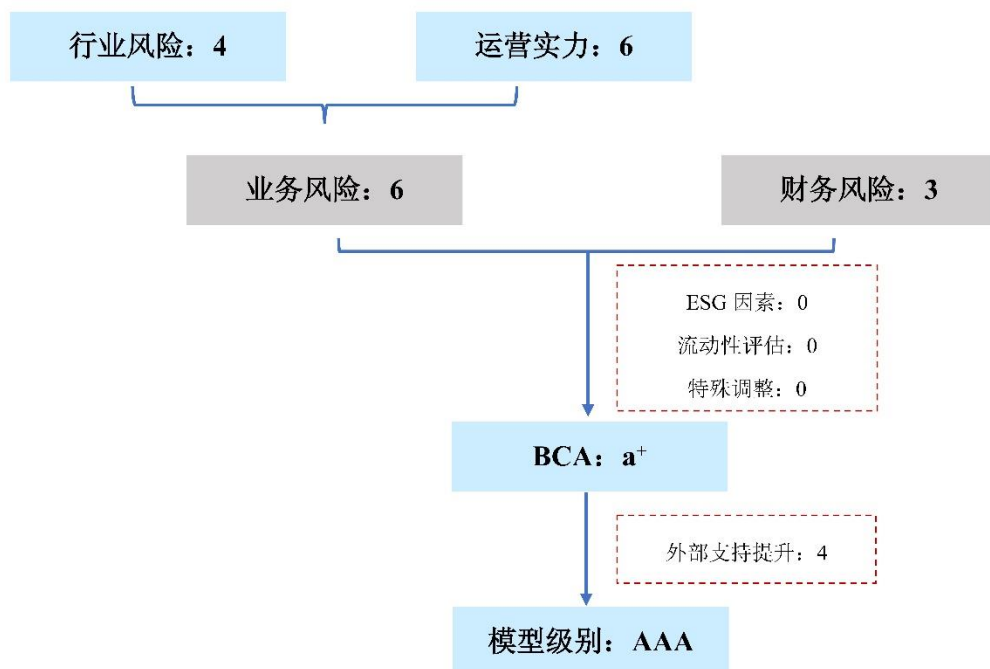 行业风险：4
运营实力：6
业务风险：6
财务风险：3
ESG 因素：0
流动性评估：0
特殊调整：0
BCA：a⁺
外部支持提升：4
模型级别：AAA